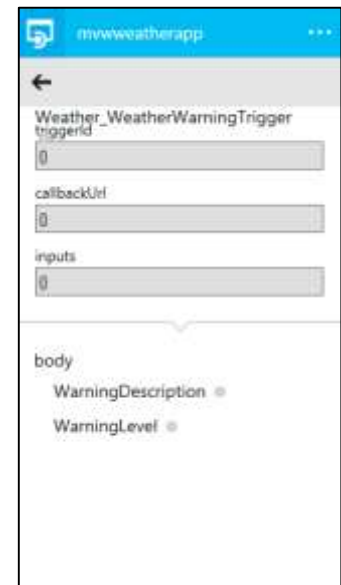 mvwweatherapp
Weather_WeatherWarningTrigger
triggerId
0
callbackUrl
0
inputs
0
body
WarningDescription
WarningLevel